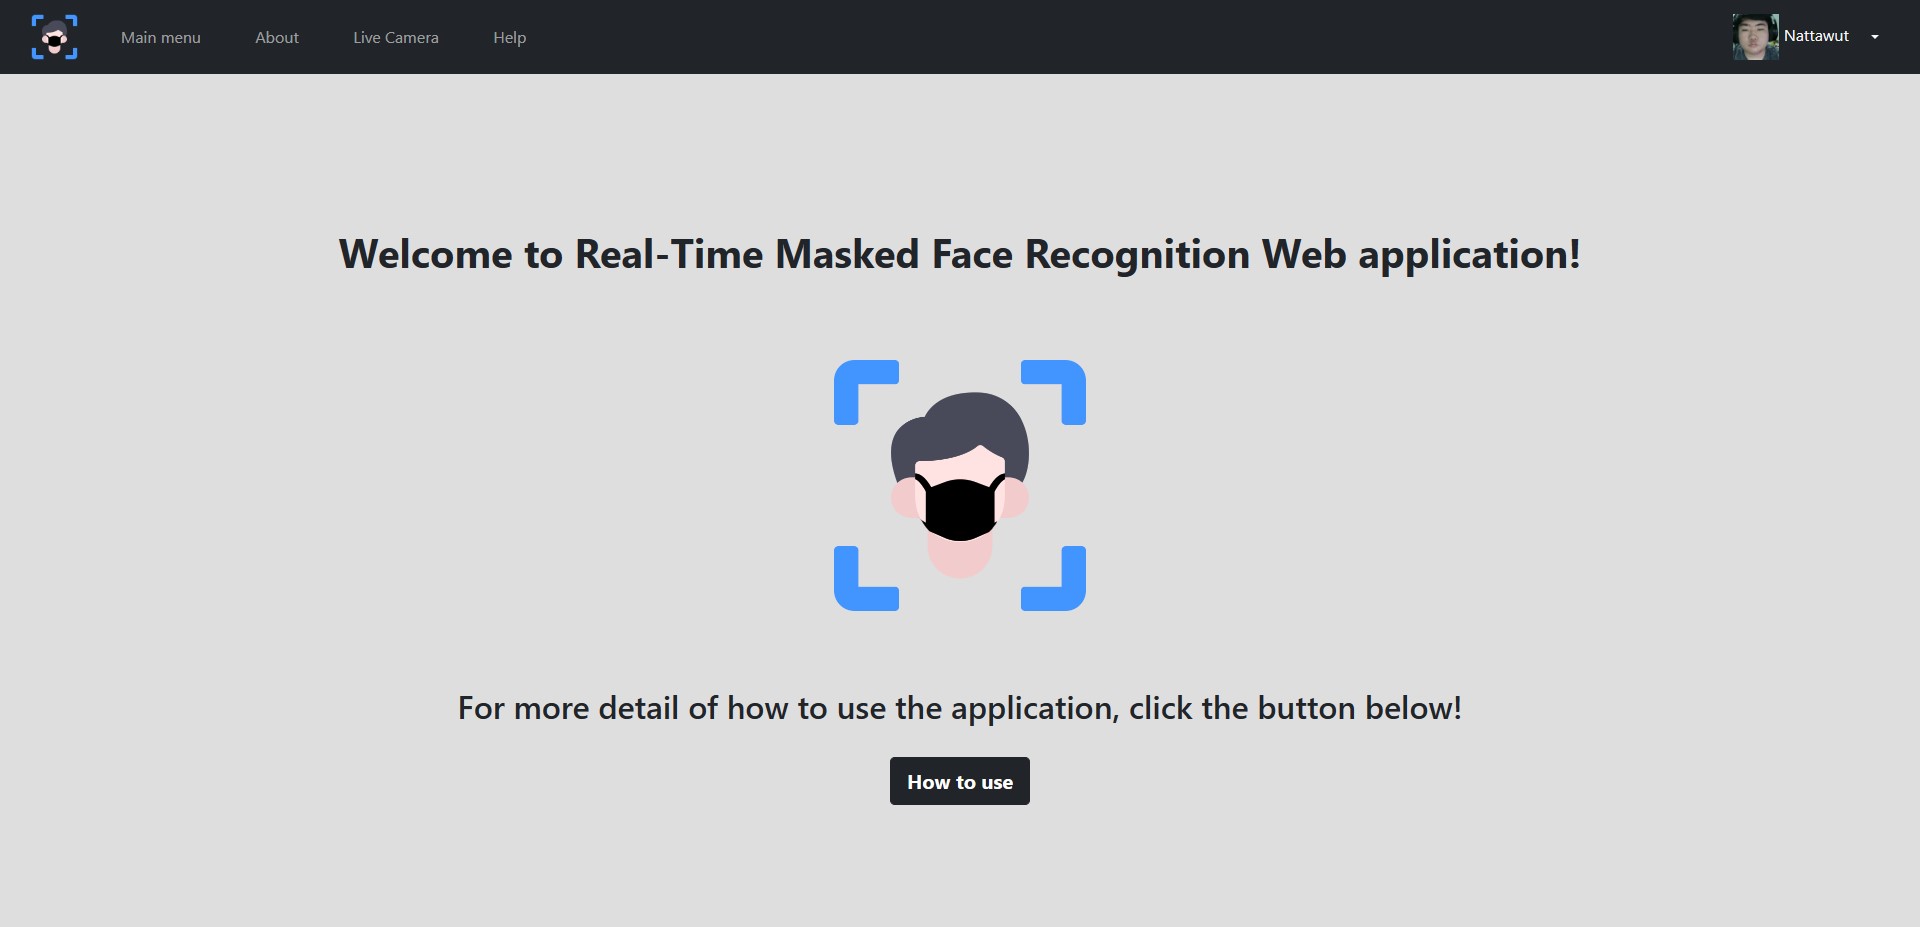 Main menu
About
Live Camera
Help
Nattawut
Welcome to Real-Time Masked Face Recognition Web application!
For more detail of how to use the application, click the button below!
How to use